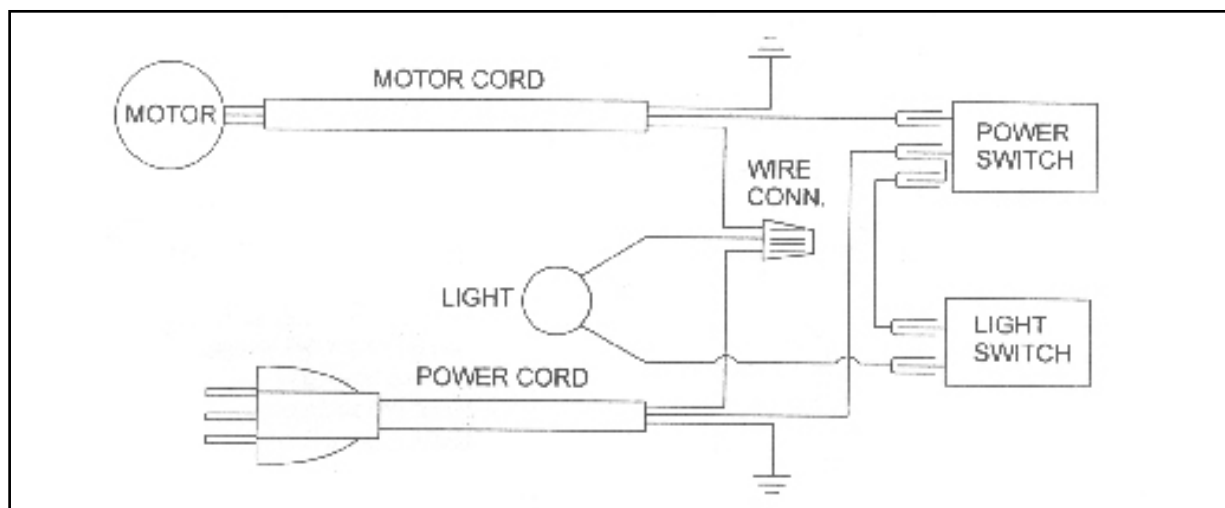 MOTOR CORD
MOTOR
POWER
SWITCH
WIRE
CONN.
LIGHT
LIGHT
SWITCH
POWER CORD